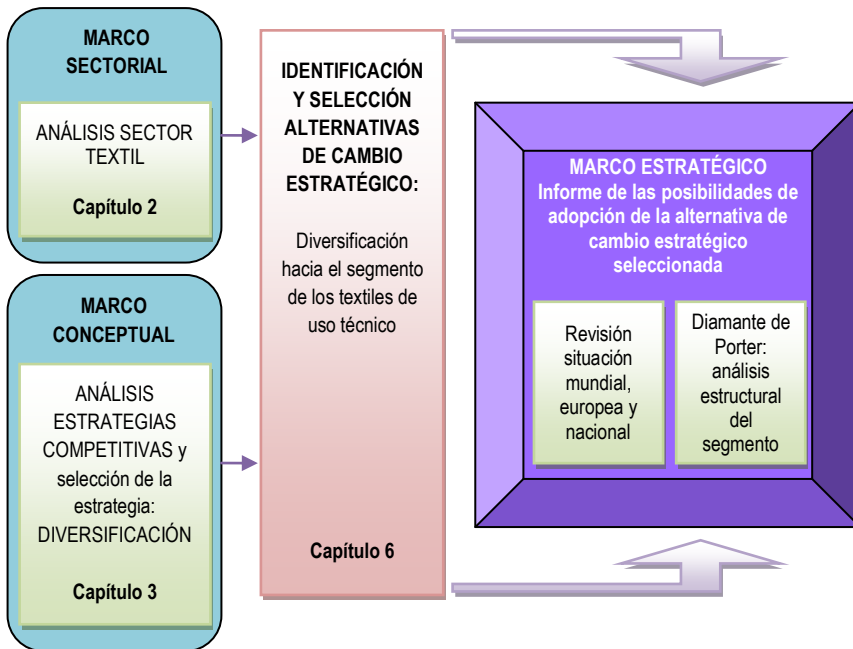 MARCO
SECTORIAL
ANÁLISIS SECTOR
TEXTIL
Capítulo 2
MARCO
CONCEPTUAL
ANÁLISIS
ESTRATEGIAS
COMPETITIVAS y
selección de la
estrategia:
DIVERSIFICACIÓN
Capítulo 3
IDENTIFICACIÓN
Y SELECCIÓN
ALTERNATIVAS
DE CAMBIO
ESTRATÉGICO:
Diversificación
hacia el segmento
de los textiles de
uso técnico
Capítulo 6
MARCO ESTRATÉGICO
Informe de las posibilidades de
adopción de la alternativa de
cambio estratégico
seleccionada
Revisión
situación
mundial,
europea y
nacional
Diamante de
Porter:
análisis
estructural
del
segmento